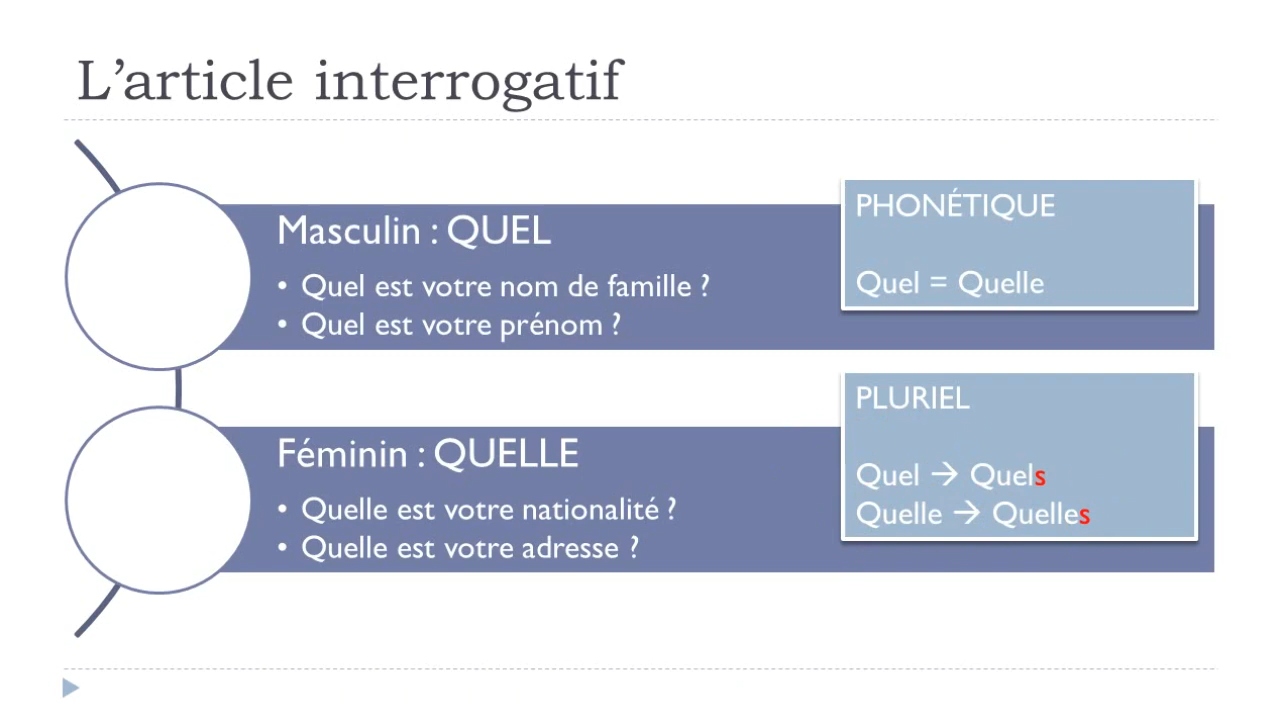 L’article interrogatif
Masculin : QUEL
• Quel est votre nom de famille ?
• Quel est votre prénom ?
PHONÉTIQUE
Quel = Quelle
Féminin : QUELLE
• Quelle est votre nationalité ?
• Quelle est votre adresse ?
PLURIEL
Quel → Quels
Quelle → Quelles